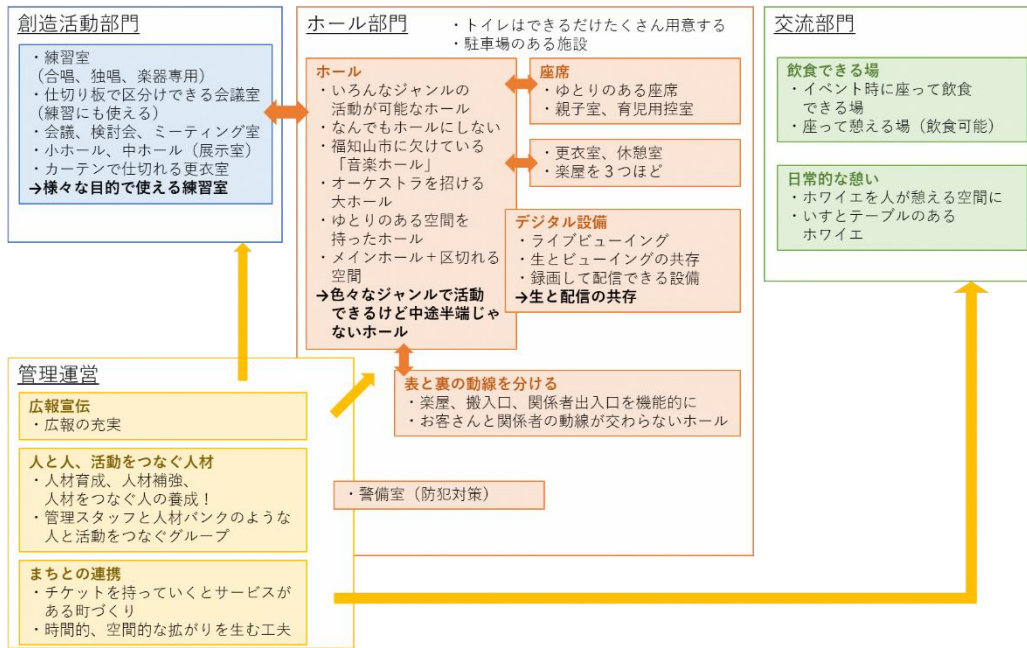 創造活動部門
・練習室
（合唱、独唱、楽器専用）
・仕切り板で区分けできる会議室
（練習にも使える）
・会議、検討会、ミーティング室
・小ホール、中ホール（展示室）
・カーテンで仕切れる更衣室
→様々な目的で使える練習室
ホール部門
・トイレはできるだけたくさん用意する
・駐車場のある施設
ホール
・いろんなジャンルの
活動が可能なホール
・なんでもホールにしない
・福知山市に欠けている
「音楽ホール」
・オーケストラを招ける
大ホール
・ゆとりのある空間を
持ったホール
・メインホール＋区切れる
空間
→色々なジャンルで活動
できるけど中途半端じゃ
ないホール
座席
・ゆとりのある座席
・親子室、育児用控室
・更衣室、休憩室
・楽屋を３つほど
デジタル設備
・ライブビューイング
・生とビューイングの共存
・録画して配信できる設備
→生と配信の共存
表と裏の動線を分ける
・楽屋、搬入口、関係者出入口を機能的に
・お客さんと関係者の動線が交わらないホール
・警備室（防犯対策）
交流部門
飲食できる場
・イベント時に座って飲食
できる場
・座って憩える場（飲食可能）
日常的な憩い
・ホワイエを人が憩える空間に
・いすとテーブルのある
ホワイエ
管理運営
広報宣伝
・広報の充実
人と人、活動をつなぐ人材
・人材育成、人材補強、
人材をつなぐ人の養成！
・管理スタッフと人材バンクのような
人と活動をつなぐグループ
まちとの連携
・チケットを持っていくとサービスが
ある町づくり
・時間的、空間的な拡がりを生む工夫